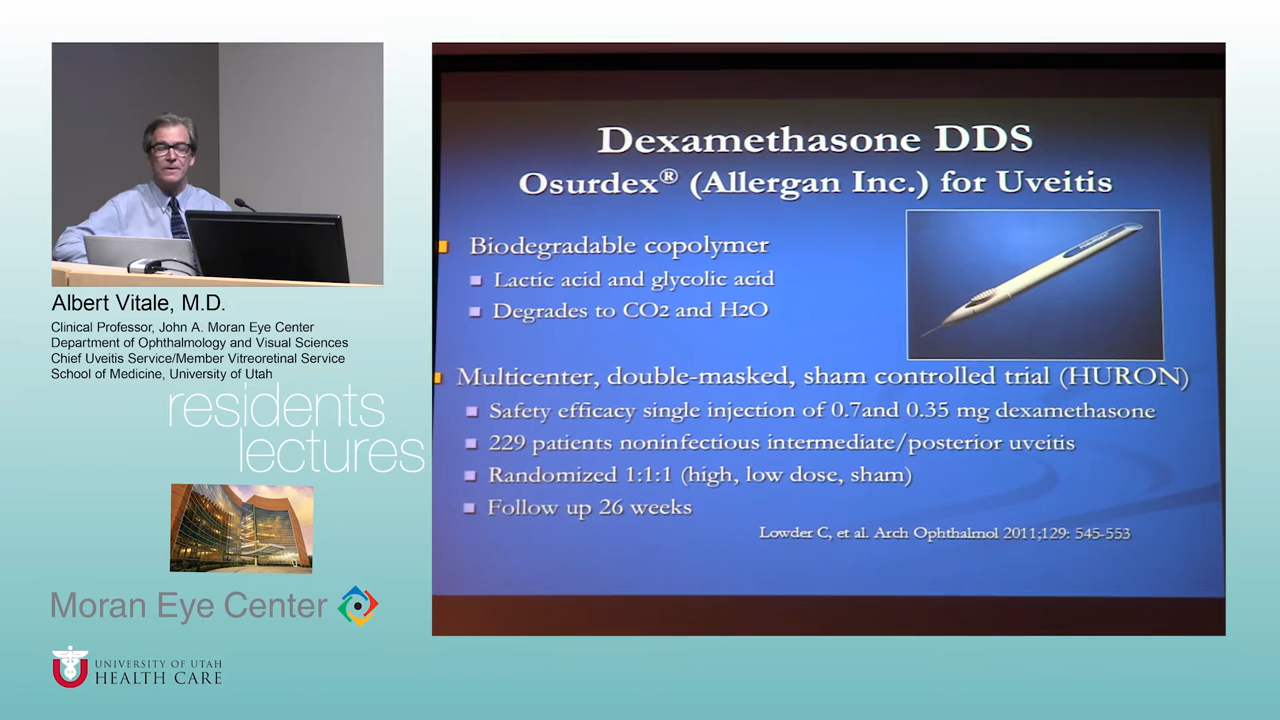 Albert Vitale, M.D.
Clinical Professor, John A. Moran Eye Center
Department of Ophthalmology and Visual Sciences
Chief Uveitis Service/Member Vitreoretinal Service
School of Medicine, University of Utah
residents
lectures
Moran Eye Center
UNIVERSITY OF UTAH
HEALTH CARE
Dexamethasone DDS
Osurdex® (Allergan Inc.) for Uveitis
Biodegradable copolymer
Lactic acid and glycolic acid
Degrades to CO2 and H2O
Multicenter, double-masked, sham controlled trial (HURON)
Safety efficacy single injection of 0.7and 0.35 mg dexamethasone
229 patients noninfectious intermediate/posterior uveitis
Randomized 1:1:1 (high, low dose, sham)
Follow up 26 weeks
Lowder C, et al. Arch Ophthalmol 2011;129: 545-553